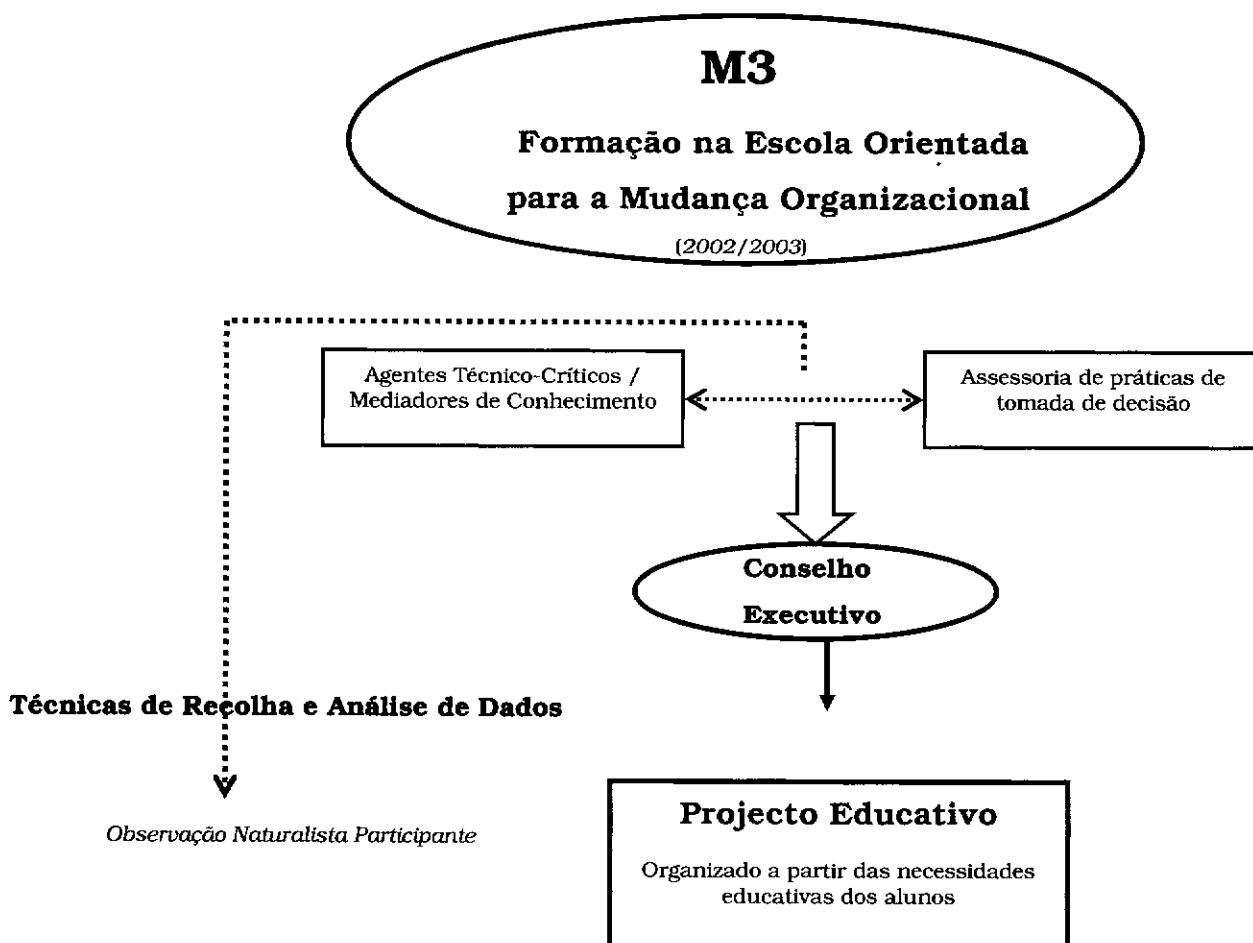 M3
Formação na Escola Orientada
para a Mudança Organizacional
(2002/2003)
Agentes Técnico-Críticos /
Mediadores de Conhecimento
Assessoria de práticas de
tomada de decisão
Conselho
Executivo
Técnicas de Recolha e Análise de Dados
Observação Naturalista Participante
Projecto Educativo
Organizado a partir das necessidades
educativas dos alunos